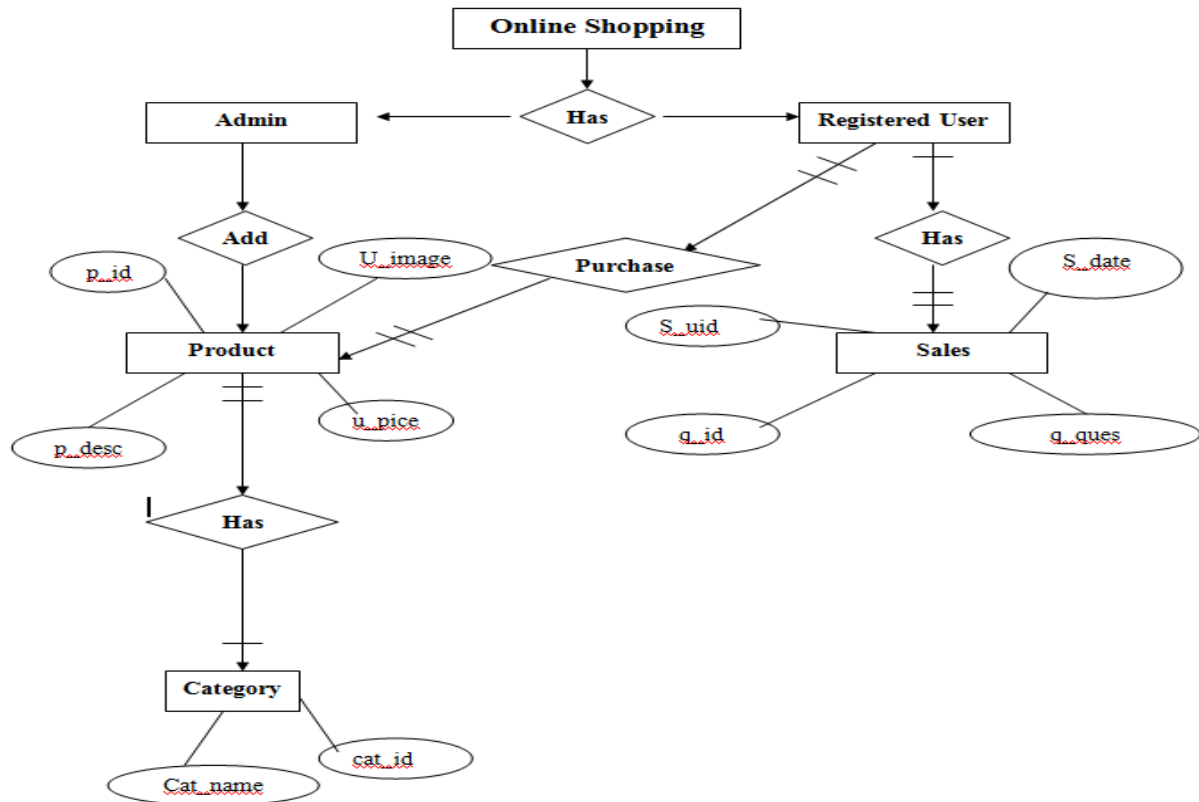 Online Shopping
Admin
Has
Registered User
Add
Purchase
Has
p_id
U_image
S_date
S_uid
Product
Sales
p_desc
u_pice
q_id
q_ques
Has
Category
cat_id
Cat_name